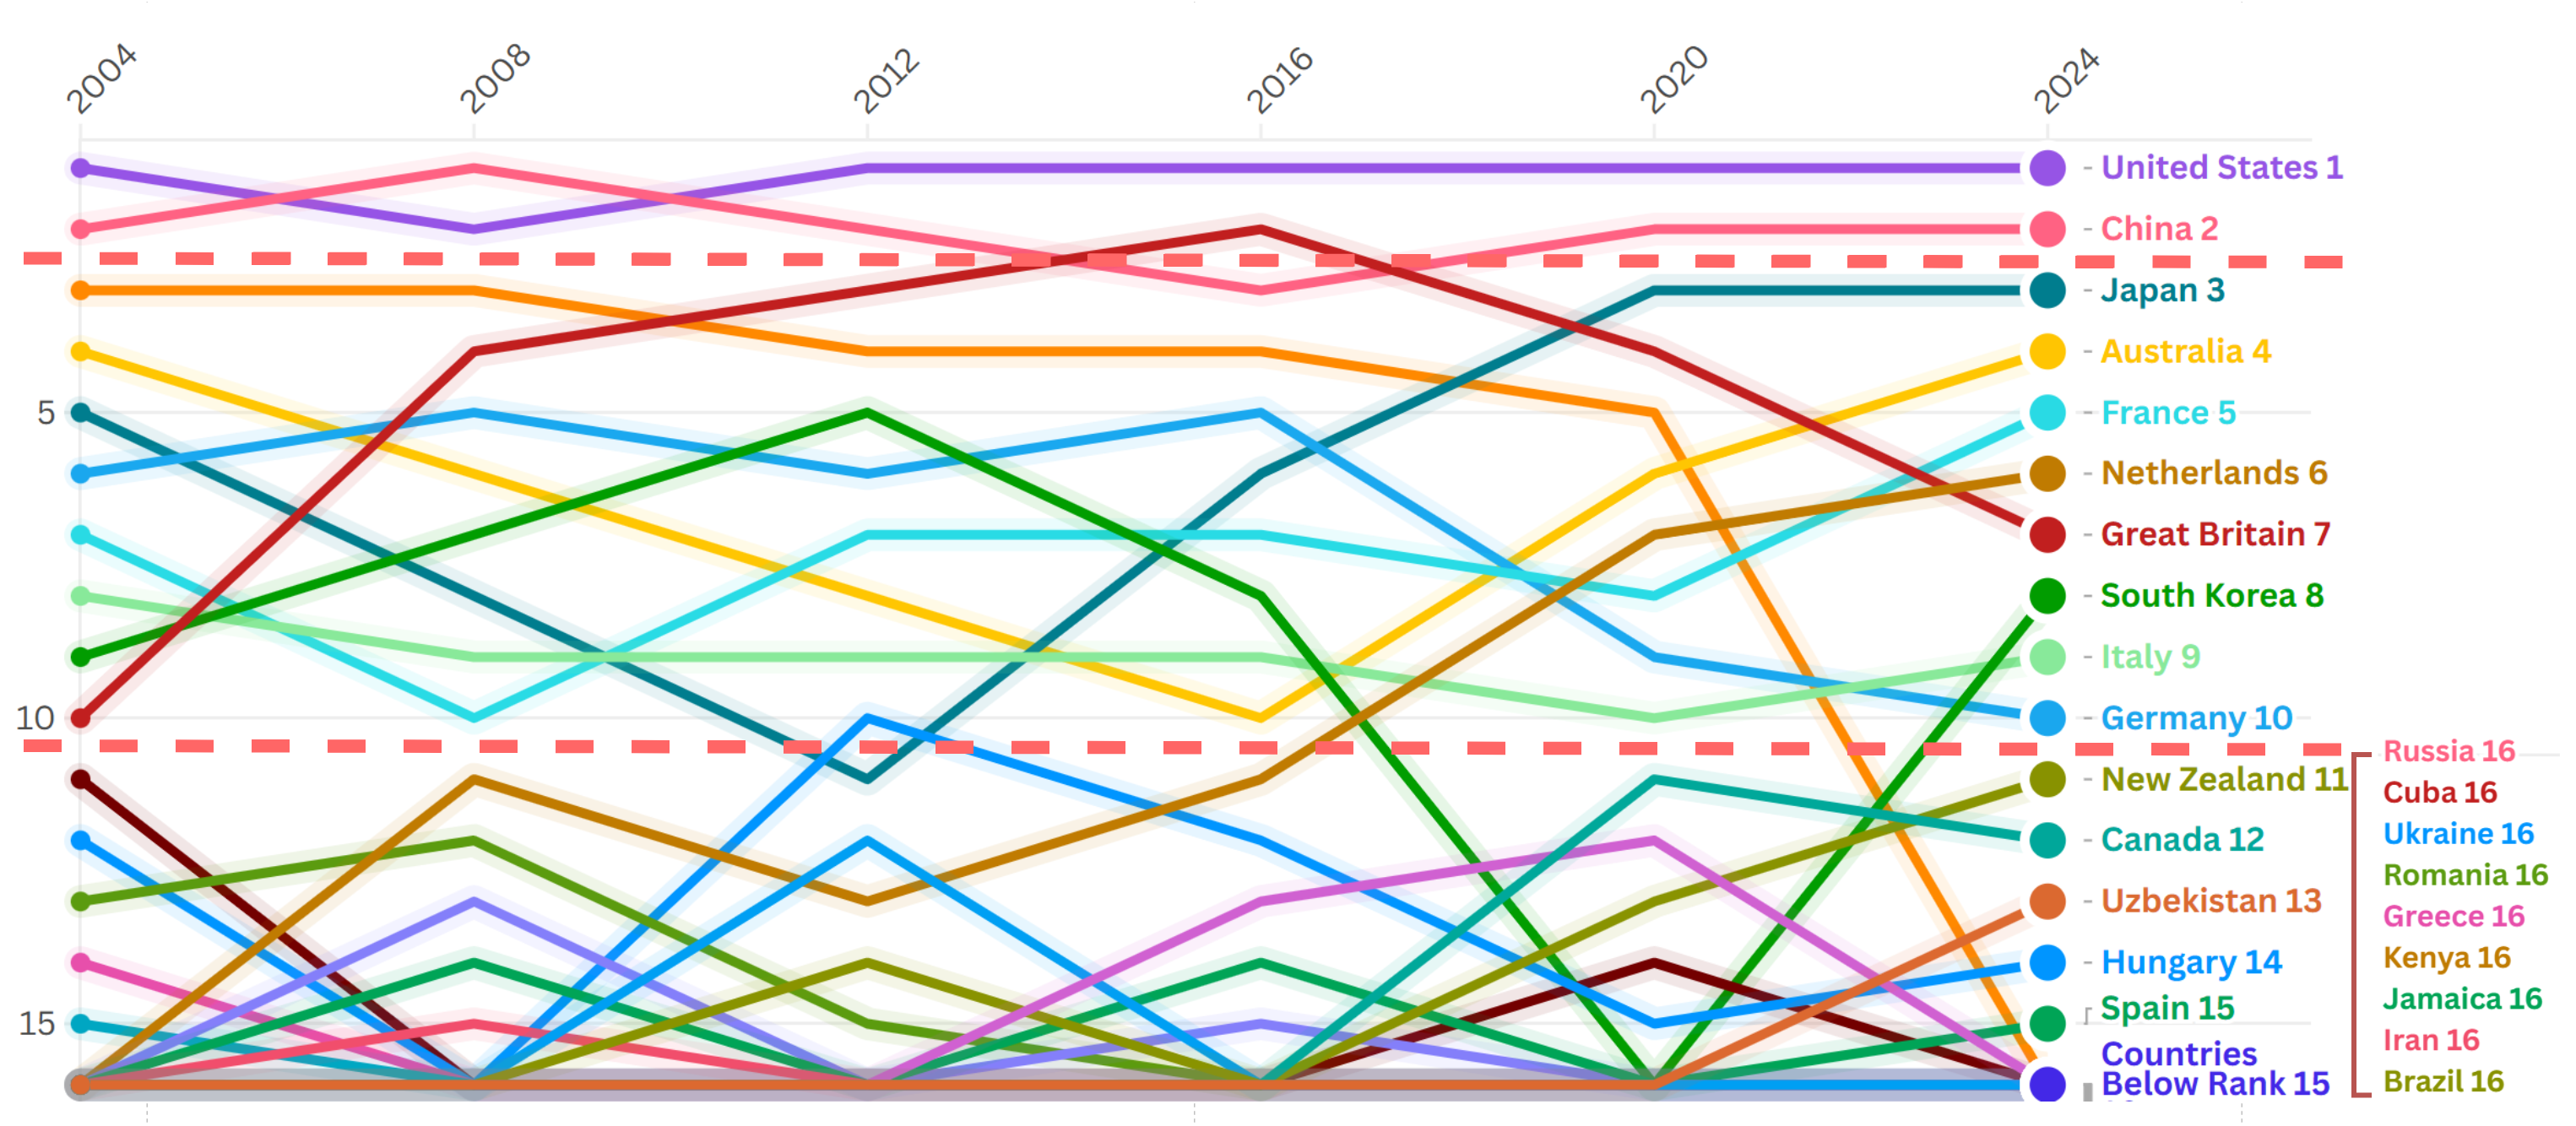 2004
2008
2012
2016
2020
2024
5
10
15
United States 1
China 2
Japan 3
Australia 4
France 5
Netherlands 6
Great Britain 7
South Korea 8
Italy 9
Germany 10
New Zealand 11
Canada 12
Uzbekistan 13
Hungary 14
Spain 15
Countries
Below Rank 15
Russia 16
Cuba 16
Ukraine 16
Romania 16
Greece 16
Kenya 16
Jamaica 16
Iran 16
Brazil 16